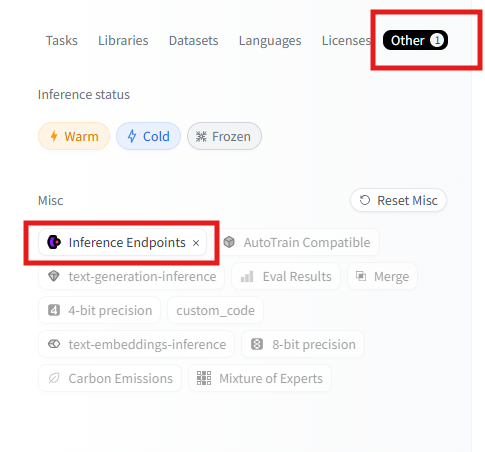 Tasks Libraries Datasets Languages Licenses Other 1
Inference status
Warm Cold Frozen
Misc Reset Misc
Inference Endpoints × AutoTrain Compatible
text-generation-inference Eval Results Merge
4 4-bit precision custom_code
text-embeddings-inference 8 8-bit precision
Carbon Emissions Mixture of Experts